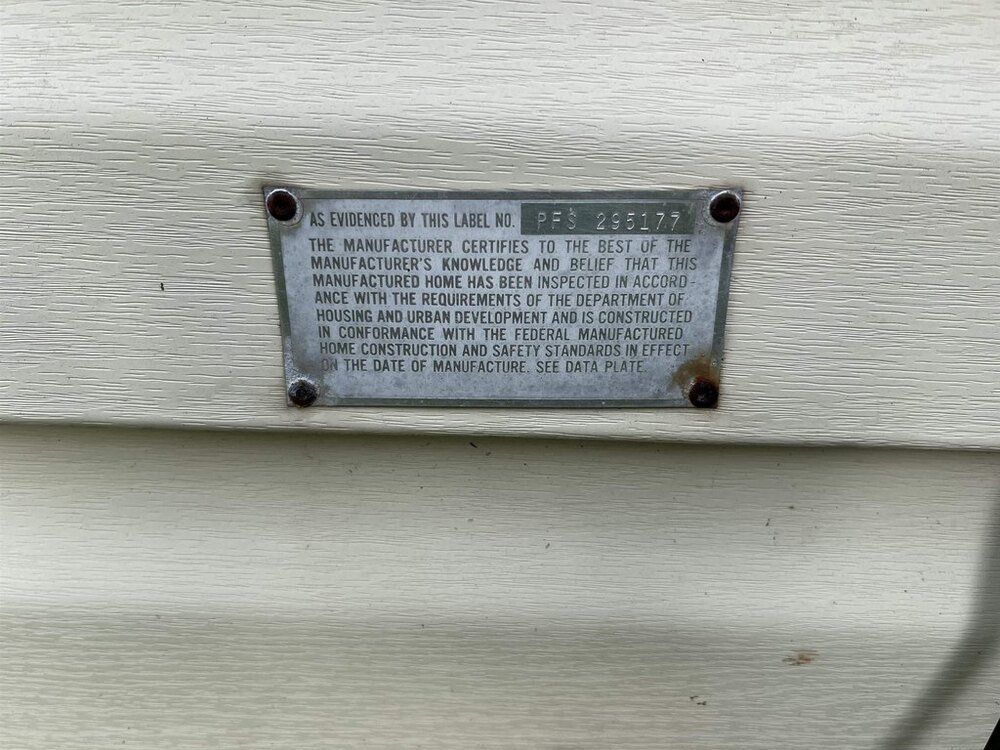 AS EVIDENCED BY THIS LABEL NO. PFS 295177
THE MANUFACTURER CERTIFIES TO THE BEST OF THE
MANUFACTURER'S KNOWLEDGE AND BELIEF THAT THIS
MANUFACTURED HOME HAS BEEN INSPECTED IN ACCORD-
ANCE WITH THE REQUIREMENTS OF THE DEPARTMENT OF
HOUSING AND URBAN DEVELOPMENT AND IS CONSTRUCTED
IN CONFORMANCE WITH THE FEDERAL MANUFACTURED
HOME CONSTRUCTION AND SAFETY STANDARDS IN EFFECT
ON THE DATE OF MANUFACTURE. SEE DATA PLATE.